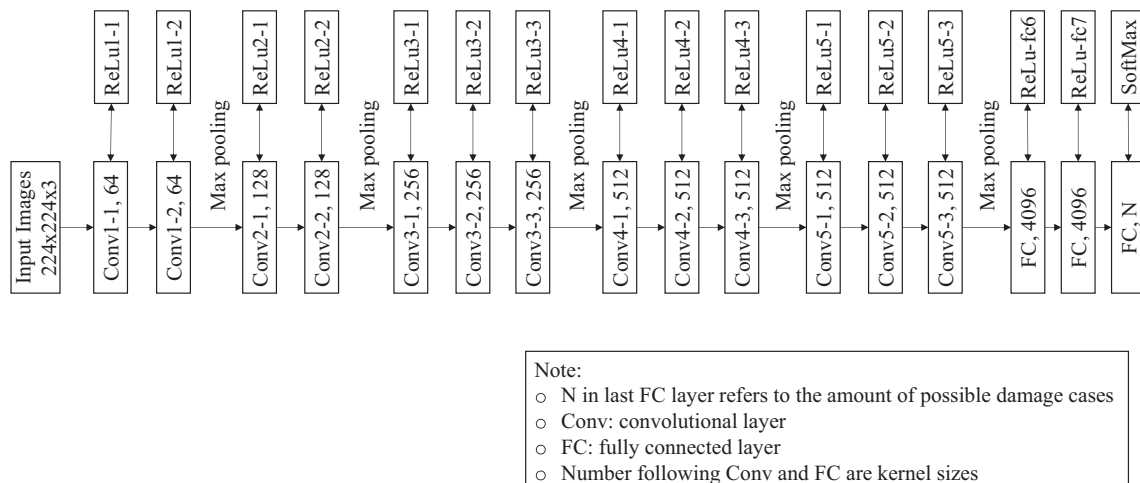 ReLu1-1
ReLu1-2
ReLu2-1
ReLu2-2
ReLu3-1
ReLu3-2
ReLu3-3
ReLu4-1
ReLu4-2
ReLu4-3
ReLu5-1
ReLu5-2
ReLu5-3
ReLu-fc6
ReLu-fc7
SoftMax
Input Images
224x224x3
Conv1-1, 64
Conv1-2, 64
Max pooling
Conv2-1, 128
Conv2-2, 128
Max pooling
Conv3-1, 256
Conv3-2, 256
Conv3-3, 256
Max pooling
Conv4-1, 512
Conv4-2, 512
Conv4-3, 512
Max pooling
Conv5-1, 512
Conv5-2, 512
Conv5-3, 512
Max pooling
FC, 4096
FC, 4096
FC, N
Note:
○ N in last FC layer refers to the amount of possible damage cases
○ Conv: convolutional layer
○ FC: fully connected layer
○ Number following Conv and FC are kernel sizes